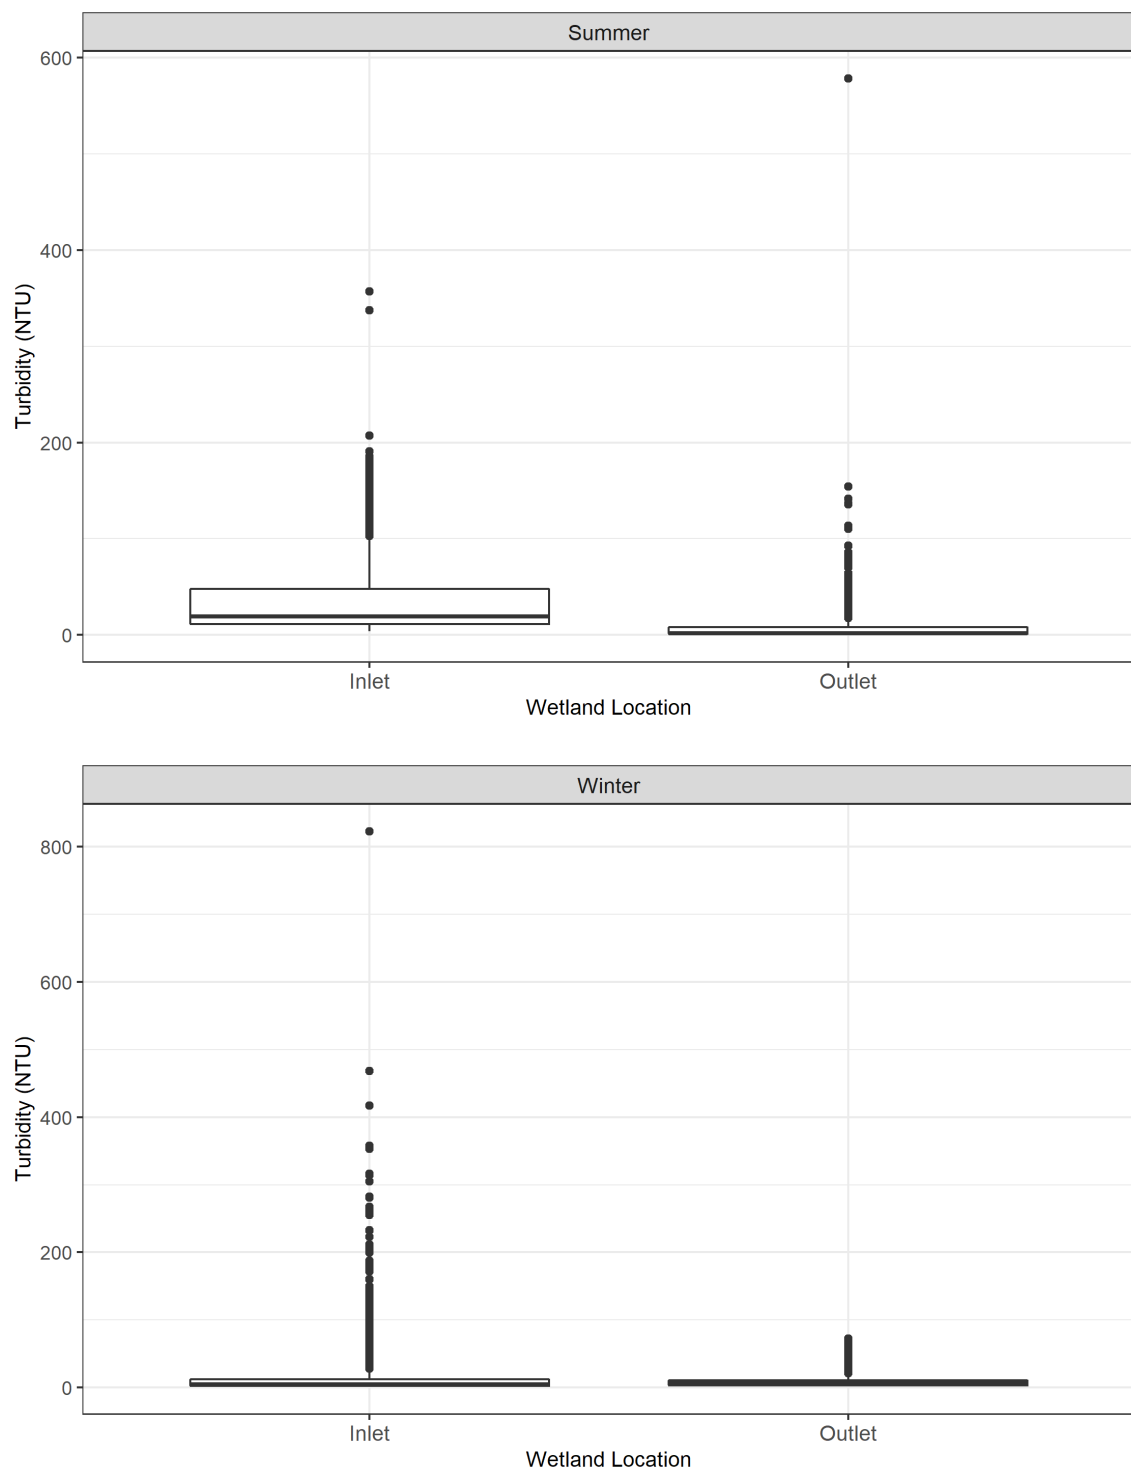 Summer
600
400
200
0
Turbidity (NTU)
Inlet Outlet
Wetland Location
Winter
800
600
400
200
0
Turbidity (NTU)
Inlet Outlet
Wetland Location